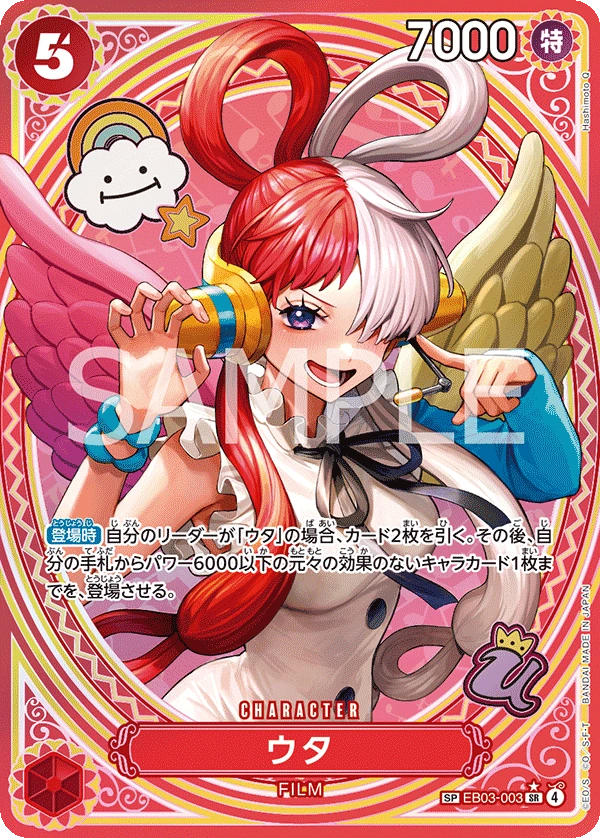 5
7000
特
Hashimoto Q
SAMPLE
登場時 自分のリーダーが「ウタ」の場合、カード2枚を引く。その後、自
分の手札からパワー6000以下の元々の効果のないキャラカード1枚ま
でを、登場させる。
U
CHARACTER
ウタ
FILM
SP EB03-003 SR 4
©E.O/S. ©O. S・F・T BANDAI MADE IN JAPAN